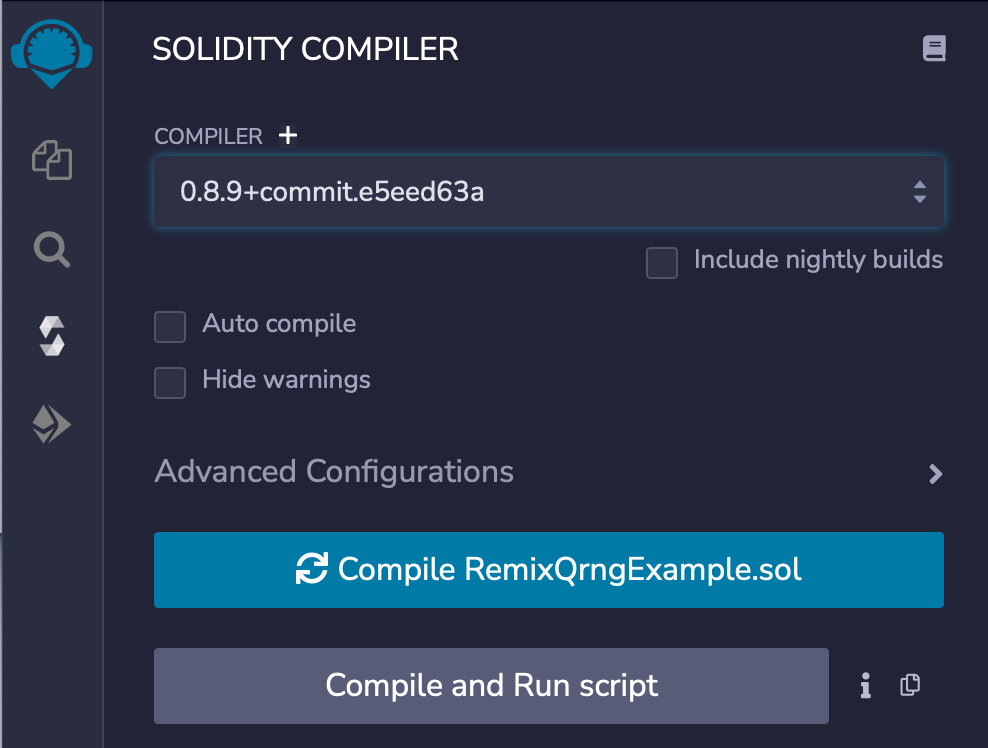 SOLIDITY COMPILER
COMPILER +
0.8.9+commit.e5eed63a
Include nightly builds
Auto compile
Hide warnings
Advanced Configurations
Compile RemixQrngExample.sol
Compile and Run script